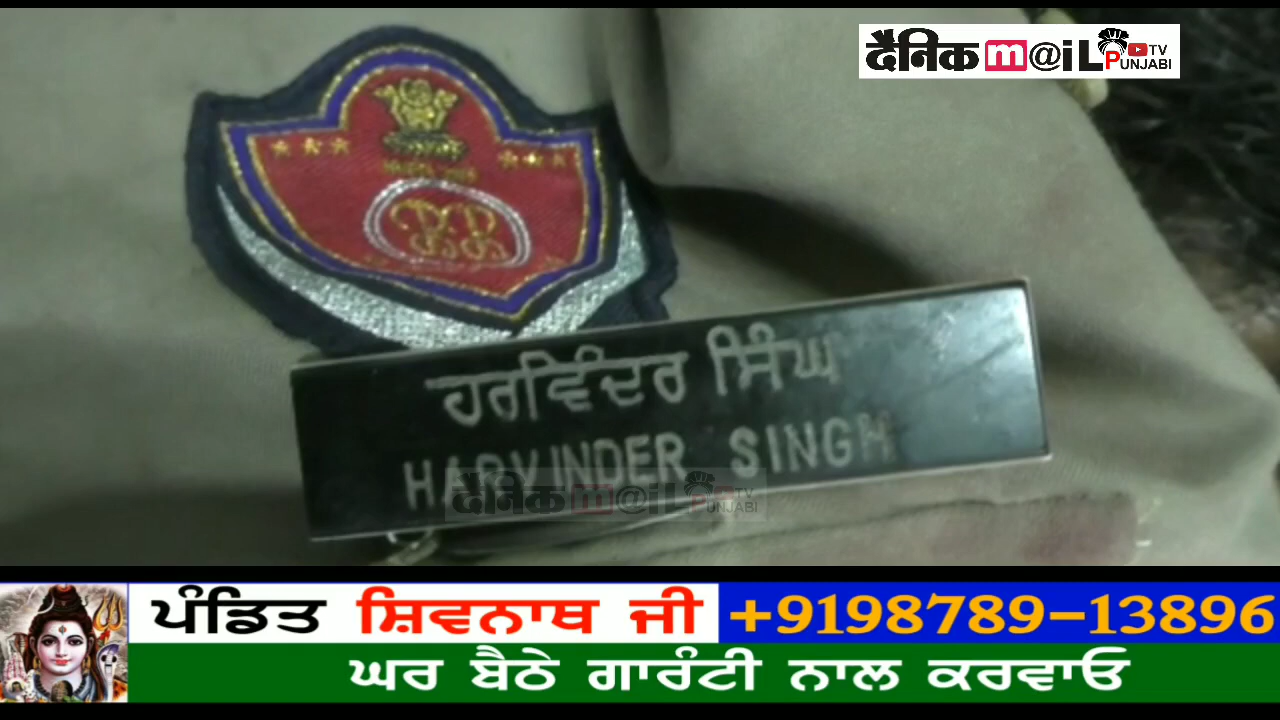 दैनिक m@iL PUNJABI TV
ਹਰਵਿੰਦਰ ਸਿੰਘ
HARVINDER SINGH
दैनिक m@iL PUNJABI TV
ਪੰਡਿਤ ਸ਼ਿਵਨਾਥ ਜੀ +9198789-13896
ਘਰ ਬੈਠੇ ਗਾਰੰਟੀ ਨਾਲ ਕਰਵਾਓ